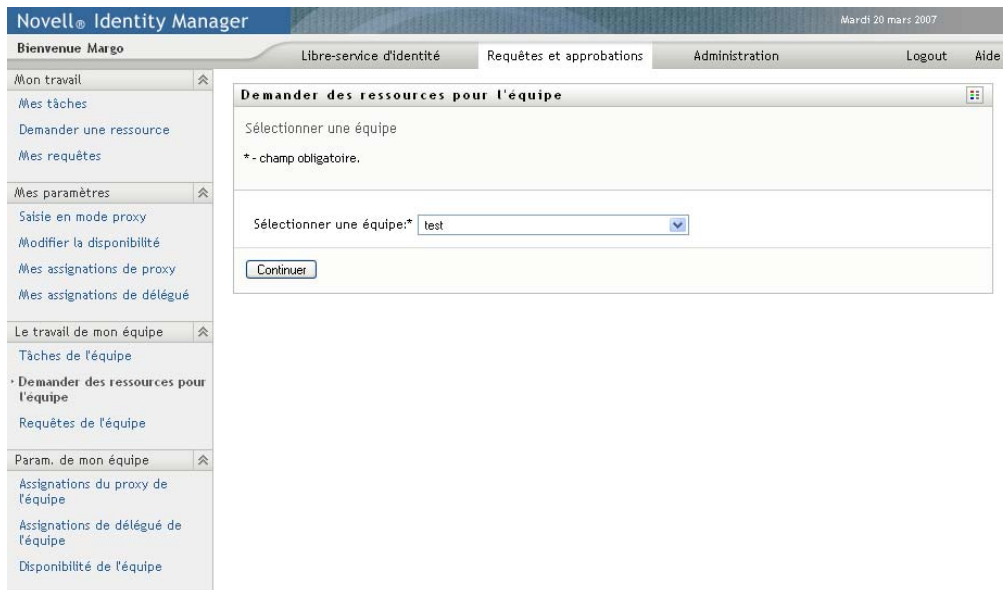 Novell® Identity Manager
Mardi 20 mars 2007
Bienvenue Margo
Libre-service d'identité
Requêtes et approbations
Administration
Logout
Aide
Mon travail
Mes tâches
Demander une ressource
Mes requêtes
Mes paramètres
Saisie en mode proxy
Modifier la disponibilité
Mes assignations de proxy
Mes assignations de délégué
Le travail de mon équipe
Tâches de l'équipe
Demander des ressources pour
l'équipe
Requêtes de l'équipe
Param. de mon équipe
Assignations du proxy de
l'équipe
Assignations de délégué de
l'équipe
Disponibilité de l'équipe
Demander des ressources pour l'équipe
Sélectionner une équipe
* - champ obligatoire.
Sélectionner une équipe:* test
Continuer